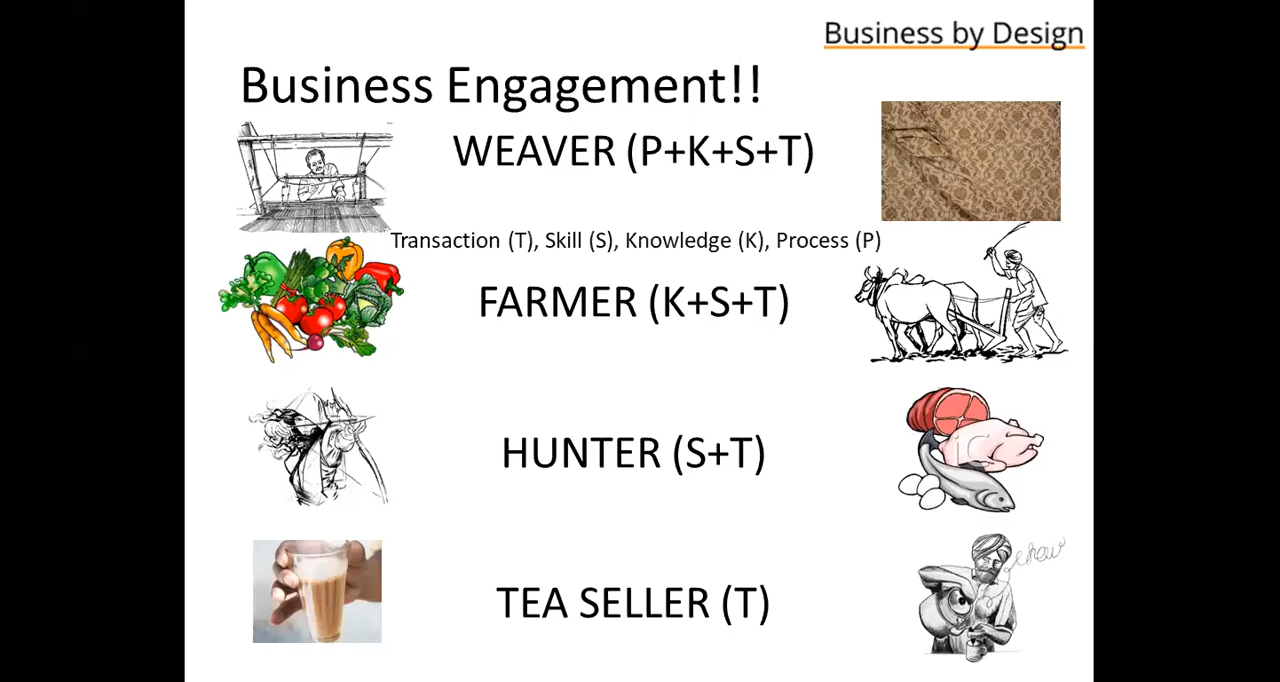 Business by Design
Business Engagement!!
WEAVER (P+K+S+T)
Transaction (T), Skill (S), Knowledge (K), Process (P)
FARMER (K+S+T)
HUNTER (S+T)
TEA SELLER (T)